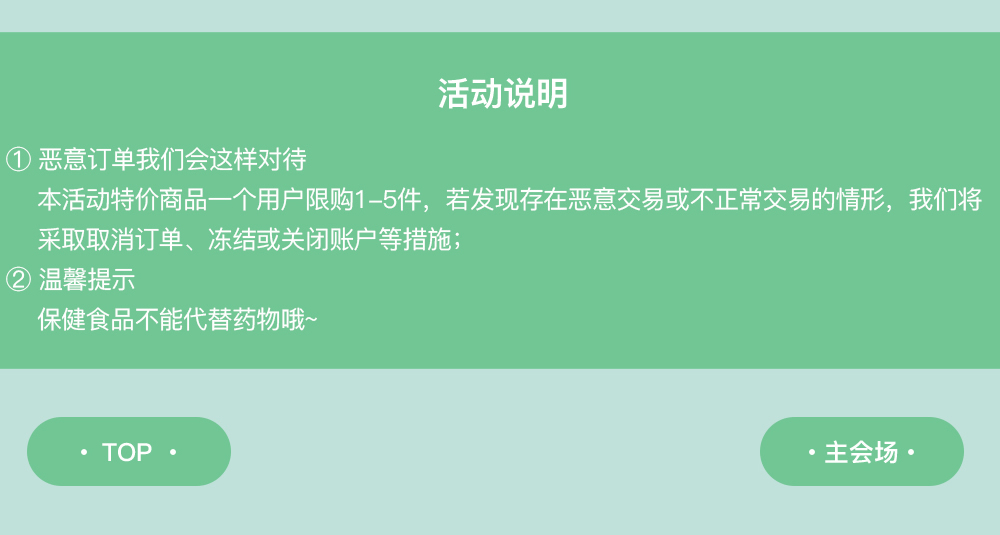 活动说明
① 恶意订单我们会这样对待
本活动特价商品一个用户限购1-5件，若发现存在恶意交易或不正常交易的情形，我们将
采取取消订单、冻结或关闭账户等措施；
② 温馨提示
保健食品不能代替药物哦~
• TOP •
• 主会场 •